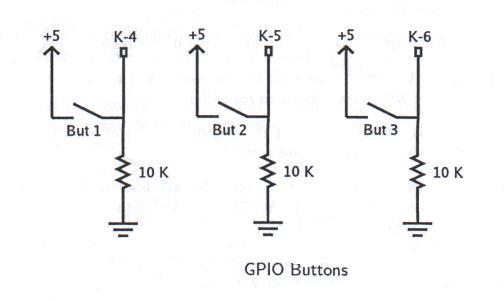 +5 K-4 +5 K-5 +5 K-6
But 1 But 2 But 3
10 K 10 K 10 K
GPIO Buttons